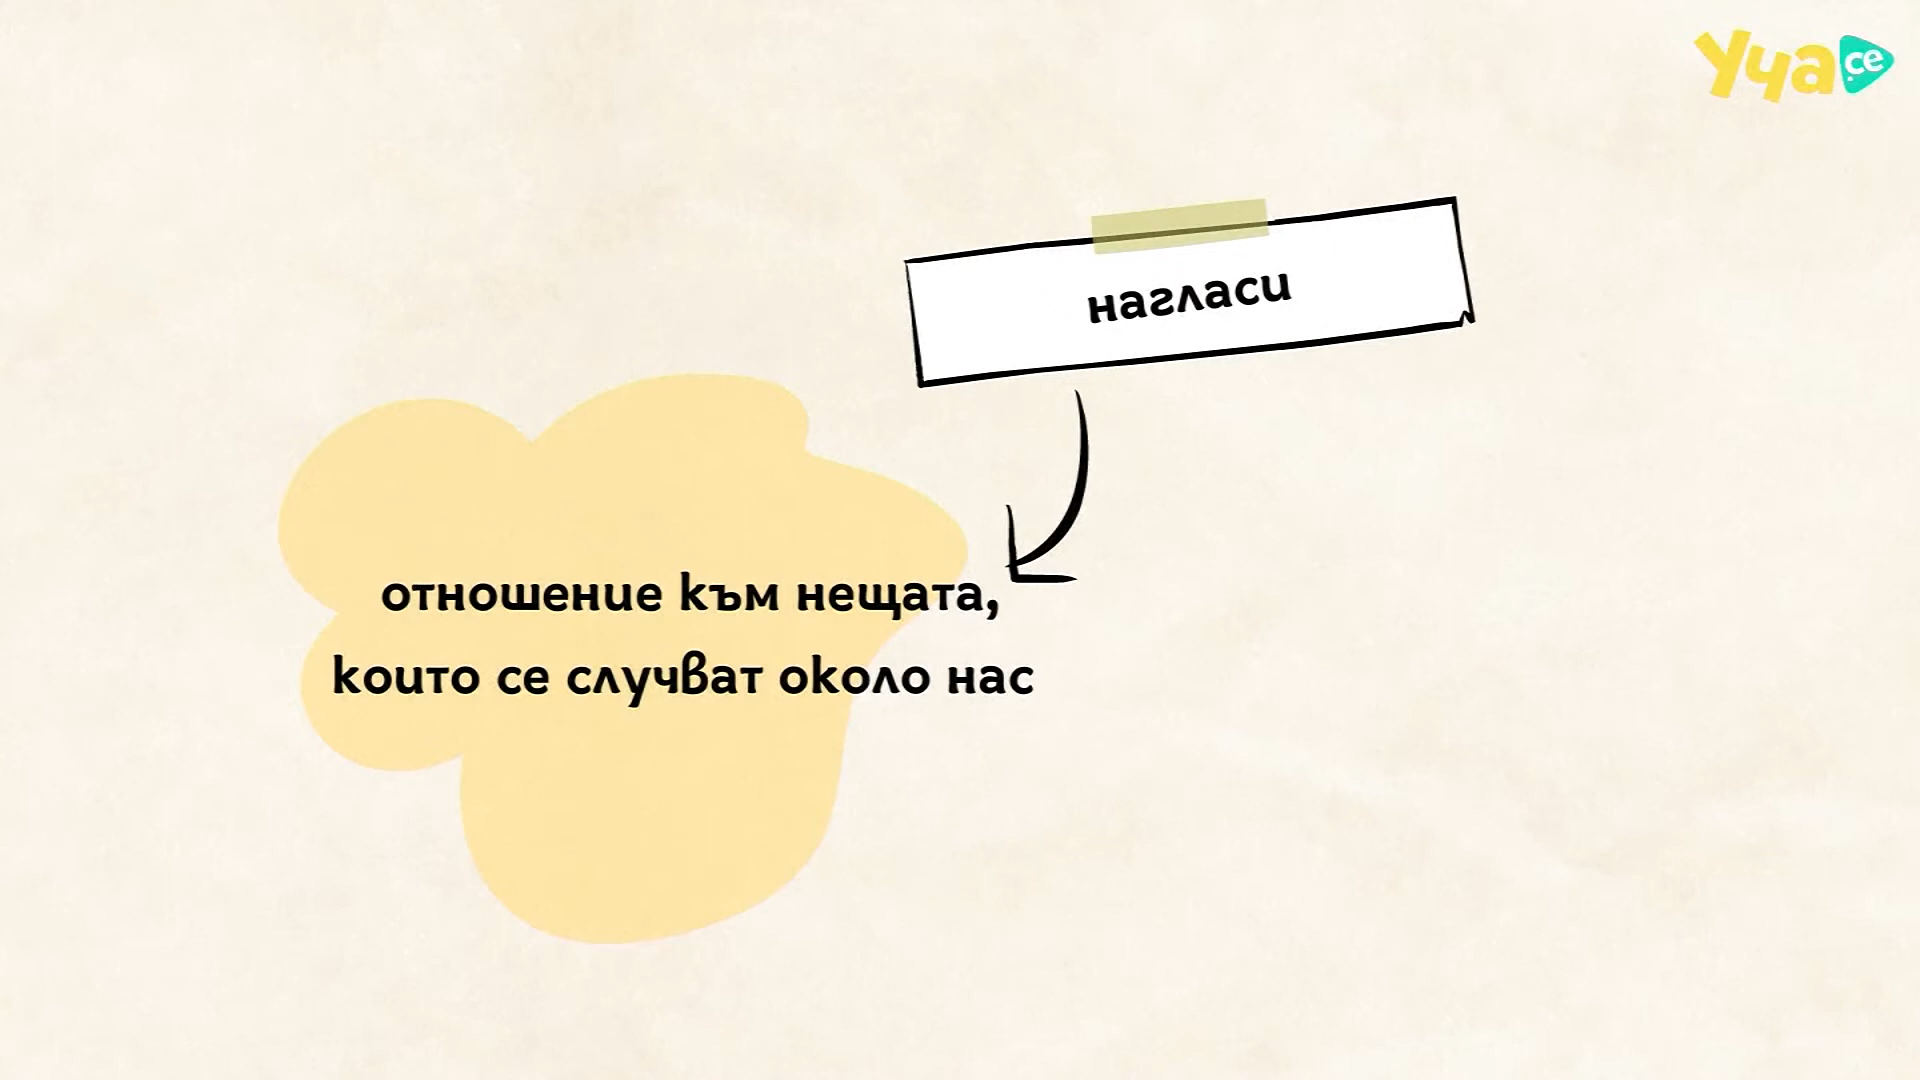 Уча.се
нагласи
отношение към нещата,
които се случват около нас